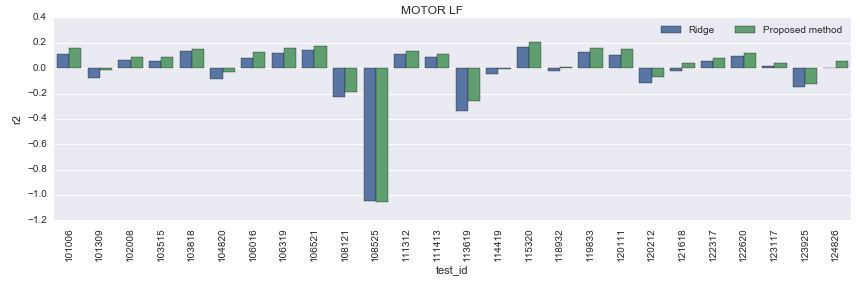 MOTOR LF
Ridge Proposed method
0.4
0.2
0.0
−0.2
−0.4
−0.6
−0.8
−1.0
−1.2
r2
101006 101309 102008 103515 103818 104820 106016 106319 106521 108121 108525 111312 111413 113619 114419 115320 118932 119833 120111 120212 121618 122317 122620 123117 123925 124826
test_id